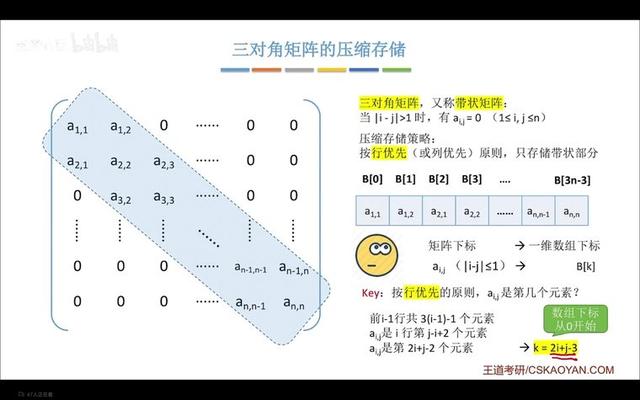 三对角矩阵的压缩存储
a1,1 a1,2 0 …… 0 0
a2,1 a2,2 a2,3 …… 0 0
0 a3,2 a3,3 …… 0 0
0 0 0 …… an-1,n-1 an-1,n
0 0 0 …… an,n-1 an,n
三对角矩阵，又称带状矩阵：
当 |i - j|>1 时，有 ai,j = 0 （1≤ i, j ≤n）
压缩存储策略：
按行优先（或列优先）原则，只存储带状部分
B[0] B[1] B[2] B[3] …. B[3n-3]
a1,1 a1,2 a2,1 a2,2 …… an,n-1 an,n
矩阵下标 → 一维数组下标
ai,j （|i-j|≤1） → B[k]
Key：按行优先的原则，ai,j 是第几个元素？
数组下标
从0开始
前i-1行共 3(i-1)-1 个元素
ai,j是 i 行第 j-i+2 个元素
ai,j是第 2i+j-2 个元素 → k = 2i+j-3
王道考研/CSKAOYAN.COM